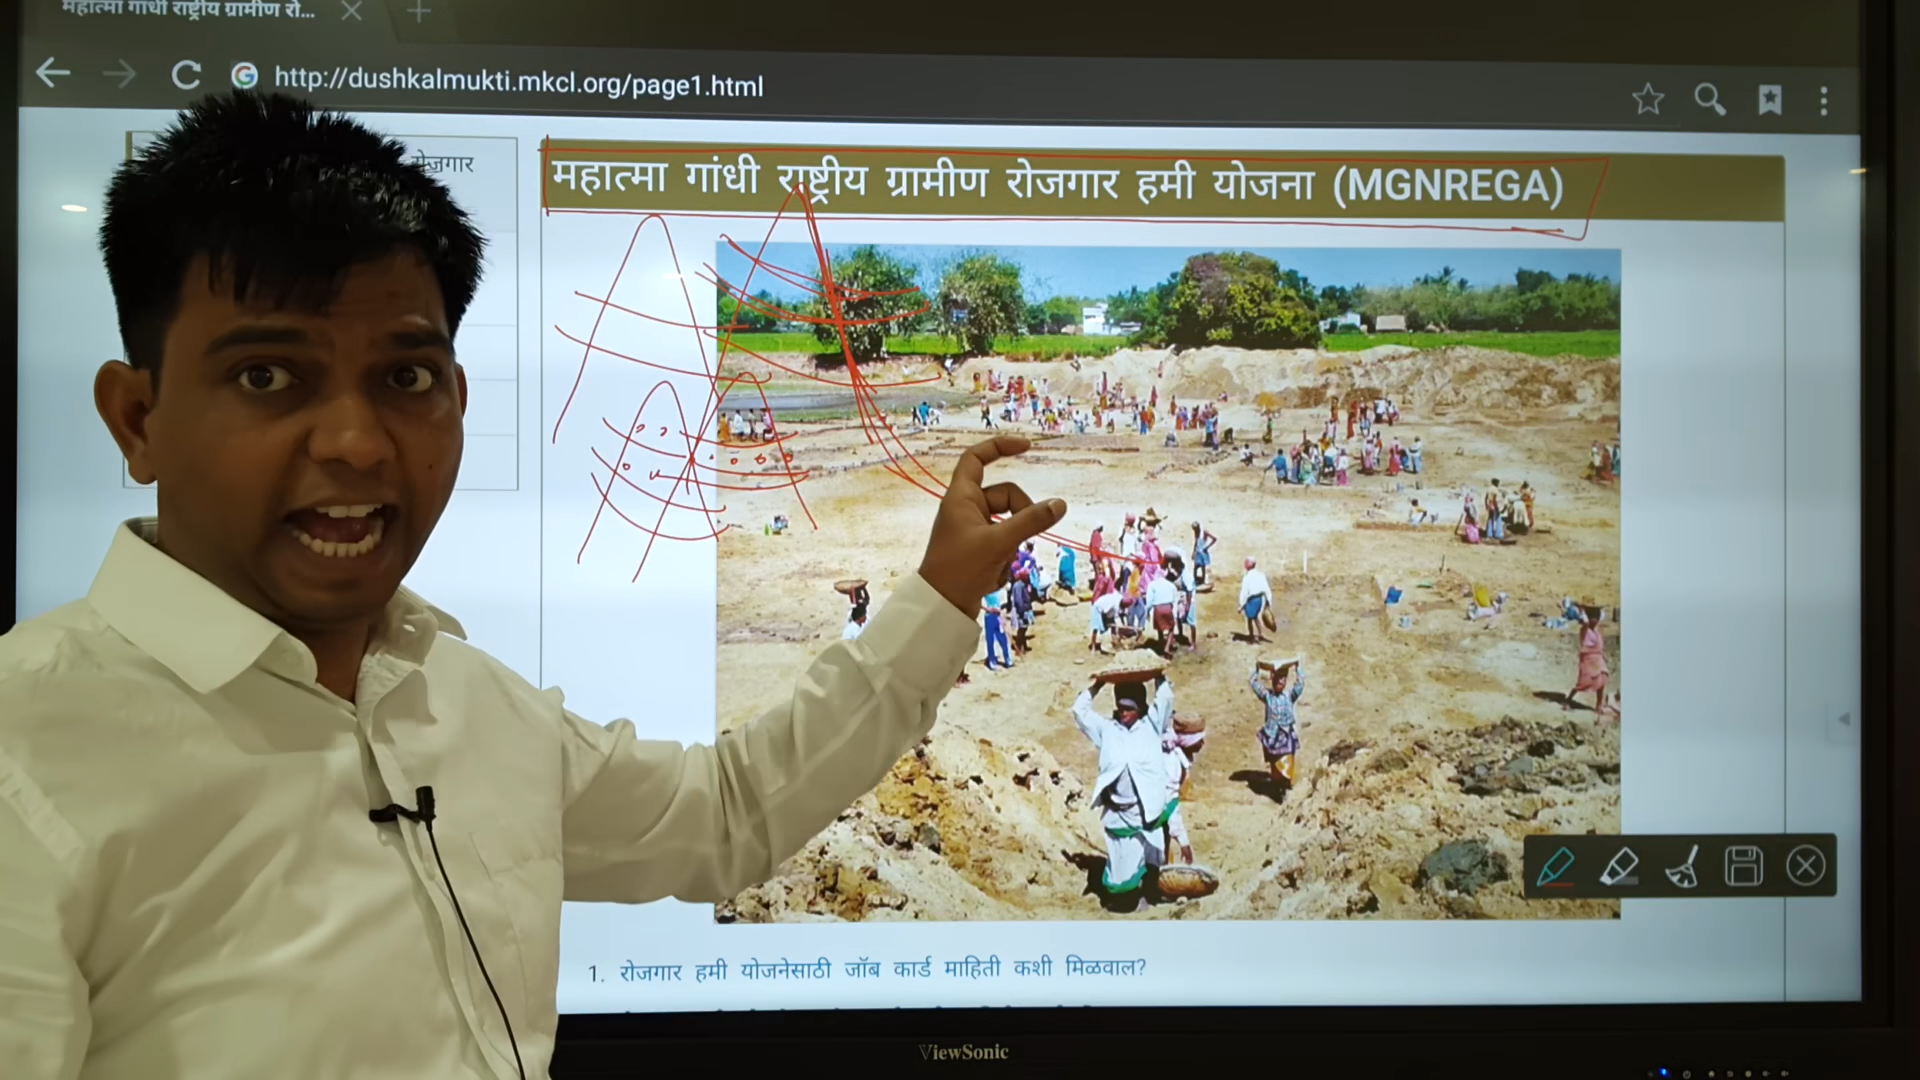 महात्मा गांधी राष्ट्रीय ग्रामीण रो...
http://dushkalmukti.mkcl.org/page1.html
रोजगार
महात्मा गांधी राष्ट्रीय ग्रामीण रोजगार हमी योजना (MGNREGA)
1. रोजगार हमी योजनेसाठी जॉब कार्ड माहिती कशी मिळवाल?
ViewSonic